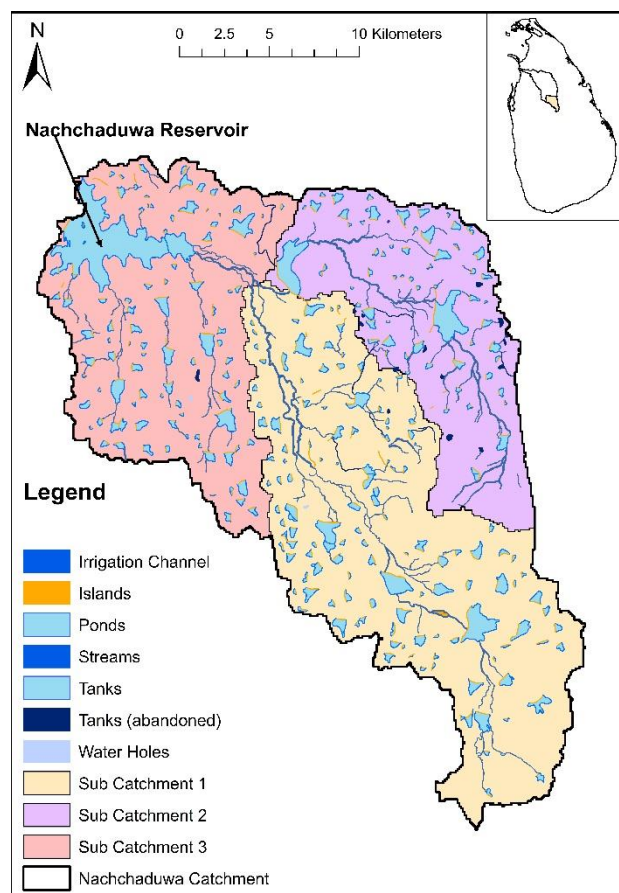 N
0 2.5 5 10 Kilometers
Nachchaduwa Reservoir
Legend
Irrigation Channel
Islands
Ponds
Streams
Tanks
Tanks (abandoned)
Water Holes
Sub Catchment 1
Sub Catchment 2
Sub Catchment 3
Nachchaduwa Catchment